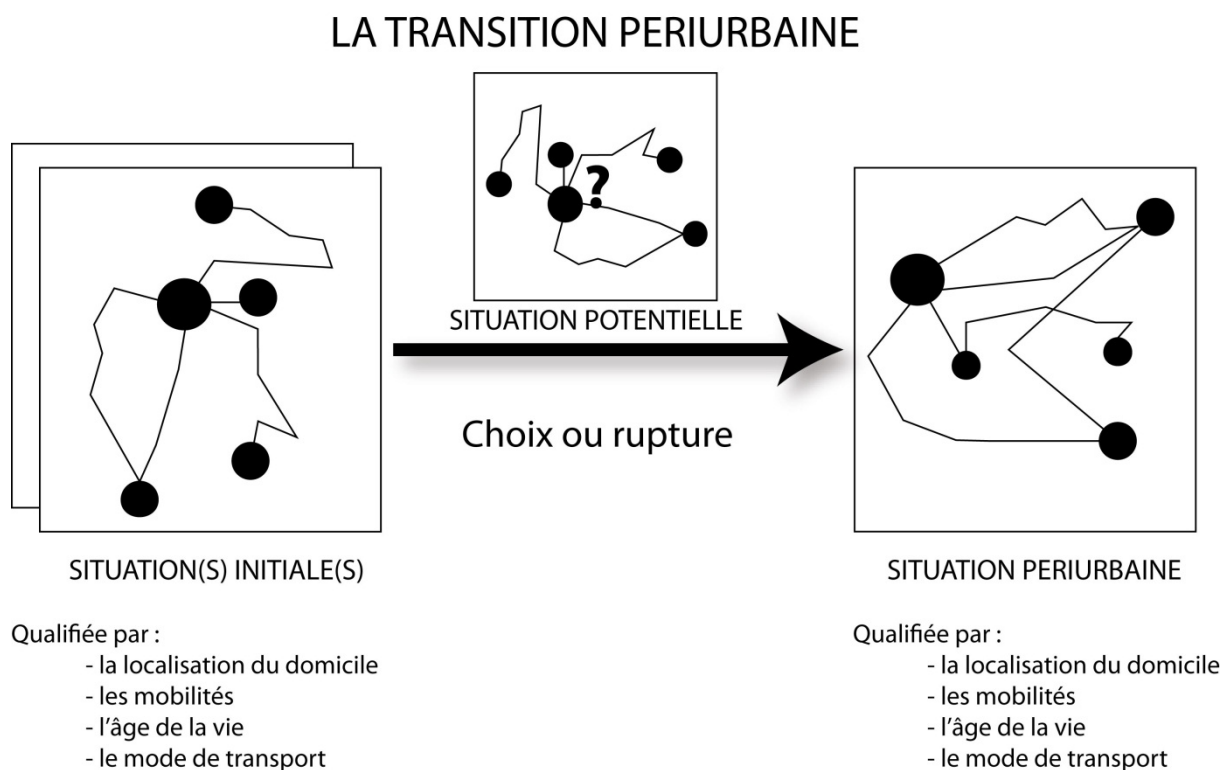 LA TRANSITION PERIURBAINE
?
SITUATION POTENTIELLE
Choix ou rupture
SITUATION(S) INITIALE(S)
Qualifiée par :
- la localisation du domicile
- les mobilités
- l'âge de la vie
- le mode de transport
SITUATION PERIURBAINE
Qualifiée par :
- la localisation du domicile
- les mobilités
- l'âge de la vie
- le mode de transport